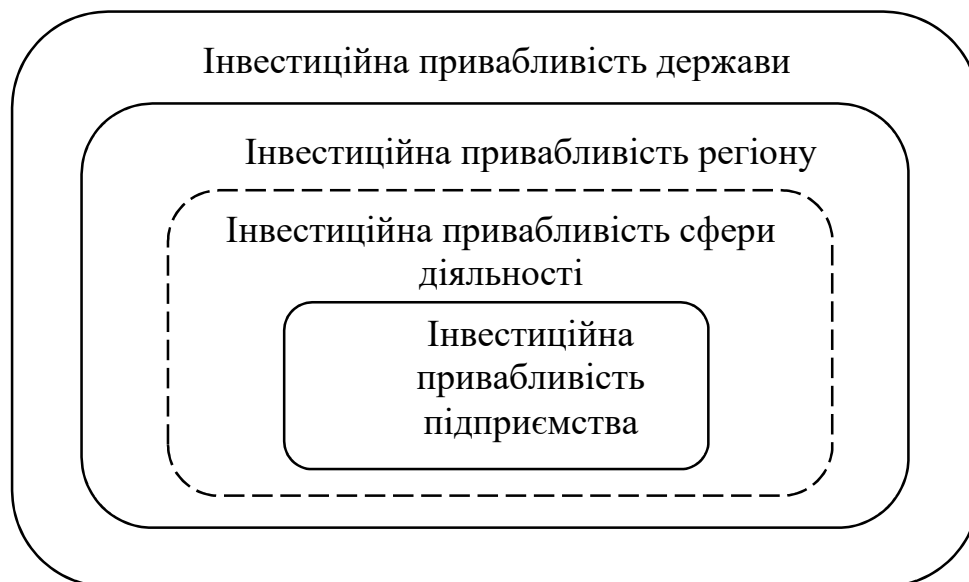 Інвестиційна привабливість держави
Інвестиційна привабливість регіону
Інвестиційна привабливість сфери
діяльності
Інвестиційна
привабливість
підприємства